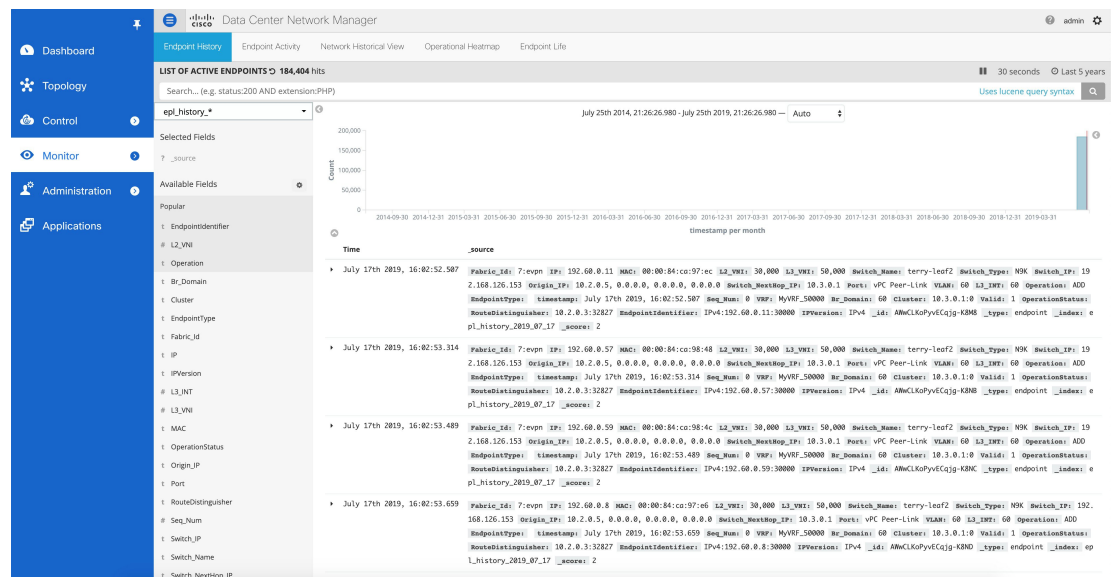 cisco Data Center Network Manager
admin
Dashboard
Topology
Control
Monitor
Administration
Applications
Endpoint History Endpoint Activity Network Historical View Operational Heatmap Endpoint Life
LIST OF ACTIVE ENDPOINTS 184,404 hits
30 seconds Last 5 years
Search... (e.g. status:200 AND extension:PHP)
Uses lucene query syntax
epl_history_*
Selected Fields
? _source
Available Fields
Popular
t EndpointIdentifier
# L2_VNI
t Operation
t Br_Domain
t Cluster
t EndpointType
t Fabric_Id
t IP
t IPVersion
# L3_INT
# L3_VNI
t MAC
t OperationStatus
t Origin_IP
t Port
t RouteDistinguisher
# Seq_Num
t Switch_IP
t Switch_Name
t Switch_NextHop_IP
July 25th 2014, 21:26:26.980 - July 25th 2019, 21:26:26.980 — Auto
200,000
150,000
100,000
50,000
0
Count
2014-09-30 2014-12-31 2015-03-31 2015-06-30 2015-09-30 2015-12-31 2016-03-31 2016-06-30 2016-09-30 2016-12-31 2017-03-31 2017-06-30 2017-09-30 2017-12-31 2018-03-31 2018-06-30 2018-09-30 2018-12-31 2019-03-31
timestamp per month
Time _source
July 17th 2019, 16:02:52.507 Fabric_Id: 7:evpn IP: 192.60.0.11 MAC: 00:00:84:ca:97:ec L2_VNI: 30,000 L3_VNI: 50,000 Switch_Name: terry-leaf2 Switch_Type: N9K Switch_IP: 19
2.168.126.153 Origin_IP: 10.2.0.5, 0.0.0.0, 0.0.0.0, 0.0.0.0 Switch_NextHop_IP: 10.3.0.1 Port: vPC Peer-Link VLAN: 60 L3_INT: 60 Operation: ADD
EndpointType: timestamp: July 17th 2019, 16:02:52.507 Seq_Num: 0 VRF: MyVRF_50000 Br_Domain: 60 Cluster: 10.3.0.1:0 Valid: 1 OperationStatus:
RouteDistinguisher: 10.2.0.3:32827 EndpointIdentifier: IPv4:192.60.0.11:30000 IPVersion: IPv4 _id: AWwCLKoPyvECqjg-K8M8 _type: endpoint _index: e
pl_history_2019_07_17 _score: 2
July 17th 2019, 16:02:53.314 Fabric_Id: 7:evpn IP: 192.60.0.57 MAC: 00:00:84:ca:98:48 L2_VNI: 30,000 L3_VNI: 50,000 Switch_Name: terry-leaf2 Switch_Type: N9K Switch_IP: 19
2.168.126.153 Origin_IP: 10.2.0.5, 0.0.0.0, 0.0.0.0, 0.0.0.0 Switch_NextHop_IP: 10.3.0.1 Port: vPC Peer-Link VLAN: 60 L3_INT: 60 Operation: ADD
EndpointType: timestamp: July 17th 2019, 16:02:53.314 Seq_Num: 0 VRF: MyVRF_50000 Br_Domain: 60 Cluster: 10.3.0.1:0 Valid: 1 OperationStatus:
RouteDistinguisher: 10.2.0.3:32827 EndpointIdentifier: IPv4:192.60.0.57:30000 IPVersion: IPv4 _id: AWwCLKoPyvECqjg-K8NB _type: endpoint _index: e
pl_history_2019_07_17 _score: 2
July 17th 2019, 16:02:53.489 Fabric_Id: 7:evpn IP: 192.60.0.59 MAC: 00:00:84:ca:98:4c L2_VNI: 30,000 L3_VNI: 50,000 Switch_Name: terry-leaf2 Switch_Type: N9K Switch_IP: 19
2.168.126.153 Origin_IP: 10.2.0.5, 0.0.0.0, 0.0.0.0, 0.0.0.0 Switch_NextHop_IP: 10.3.0.1 Port: vPC Peer-Link VLAN: 60 L3_INT: 60 Operation: ADD
EndpointType: timestamp: July 17th 2019, 16:02:53.489 Seq_Num: 0 VRF: MyVRF_50000 Br_Domain: 60 Cluster: 10.3.0.1:0 Valid: 1 OperationStatus:
RouteDistinguisher: 10.2.0.3:32827 EndpointIdentifier: IPv4:192.60.0.59:30000 IPVersion: IPv4 _id: AWwCLKoPyvECqjg-K8NC _type: endpoint _index: e
pl_history_2019_07_17 _score: 2
July 17th 2019, 16:02:53.659 Fabric_Id: 7:evpn IP: 192.60.0.8 MAC: 00:00:84:ca:97:e6 L2_VNI: 30,000 L3_VNI: 50,000 Switch_Name: terry-leaf2 Switch_Type: N9K Switch_IP: 192.
168.126.153 Origin_IP: 10.2.0.5, 0.0.0.0, 0.0.0.0, 0.0.0.0 Switch_NextHop_IP: 10.3.0.1 Port: vPC Peer-Link VLAN: 60 L3_INT: 60 Operation: ADD
EndpointType: timestamp: July 17th 2019, 16:02:53.659 Seq_Num: 0 VRF: MyVRF_50000 Br_Domain: 60 Cluster: 10.3.0.1:0 Valid: 1 OperationStatus:
RouteDistinguisher: 10.2.0.3:32827 EndpointIdentifier: IPv4:192.60.0.8:30000 IPVersion: IPv4 _id: AWwCLKoPyvECqjg-K8ND _type: endpoint _index: ep
l_history_2019_07_17 _score: 2